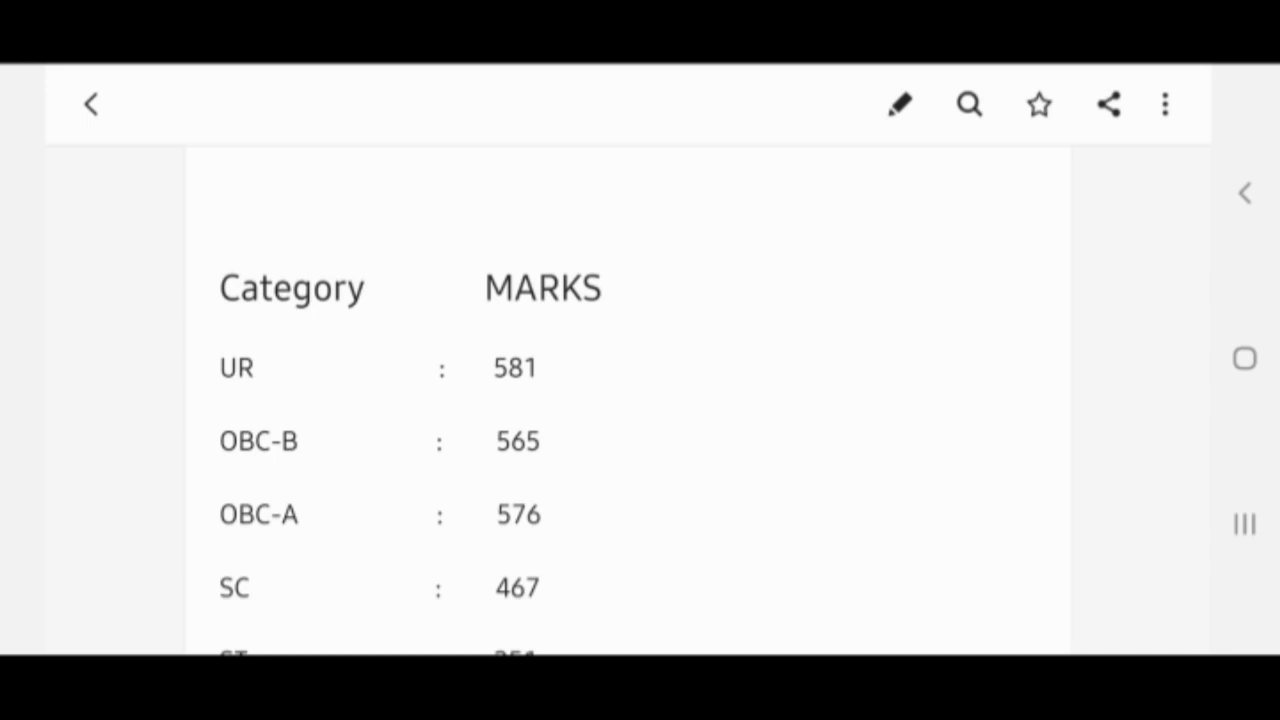 Category MARKS
UR : 581
OBC-B : 565
OBC-A : 576
SC : 467